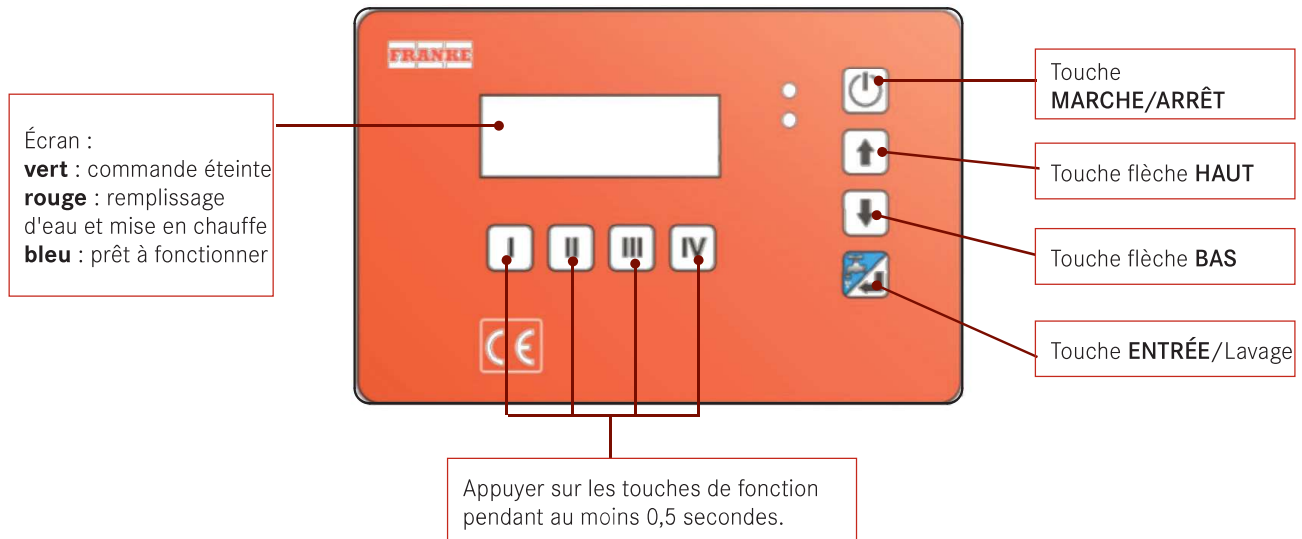 FRANKE
Écran :
vert : commande éteinte
rouge : remplissage
d'eau et mise en chauffe
bleu : prêt à fonctionner
I II III IV
CE
Touche
MARCHE/ARRÊT
Touche flèche HAUT
Touche flèche BAS
Touche ENTRÉE/Lavage
Appuyer sur les touches de fonction
pendant au moins 0,5 secondes.